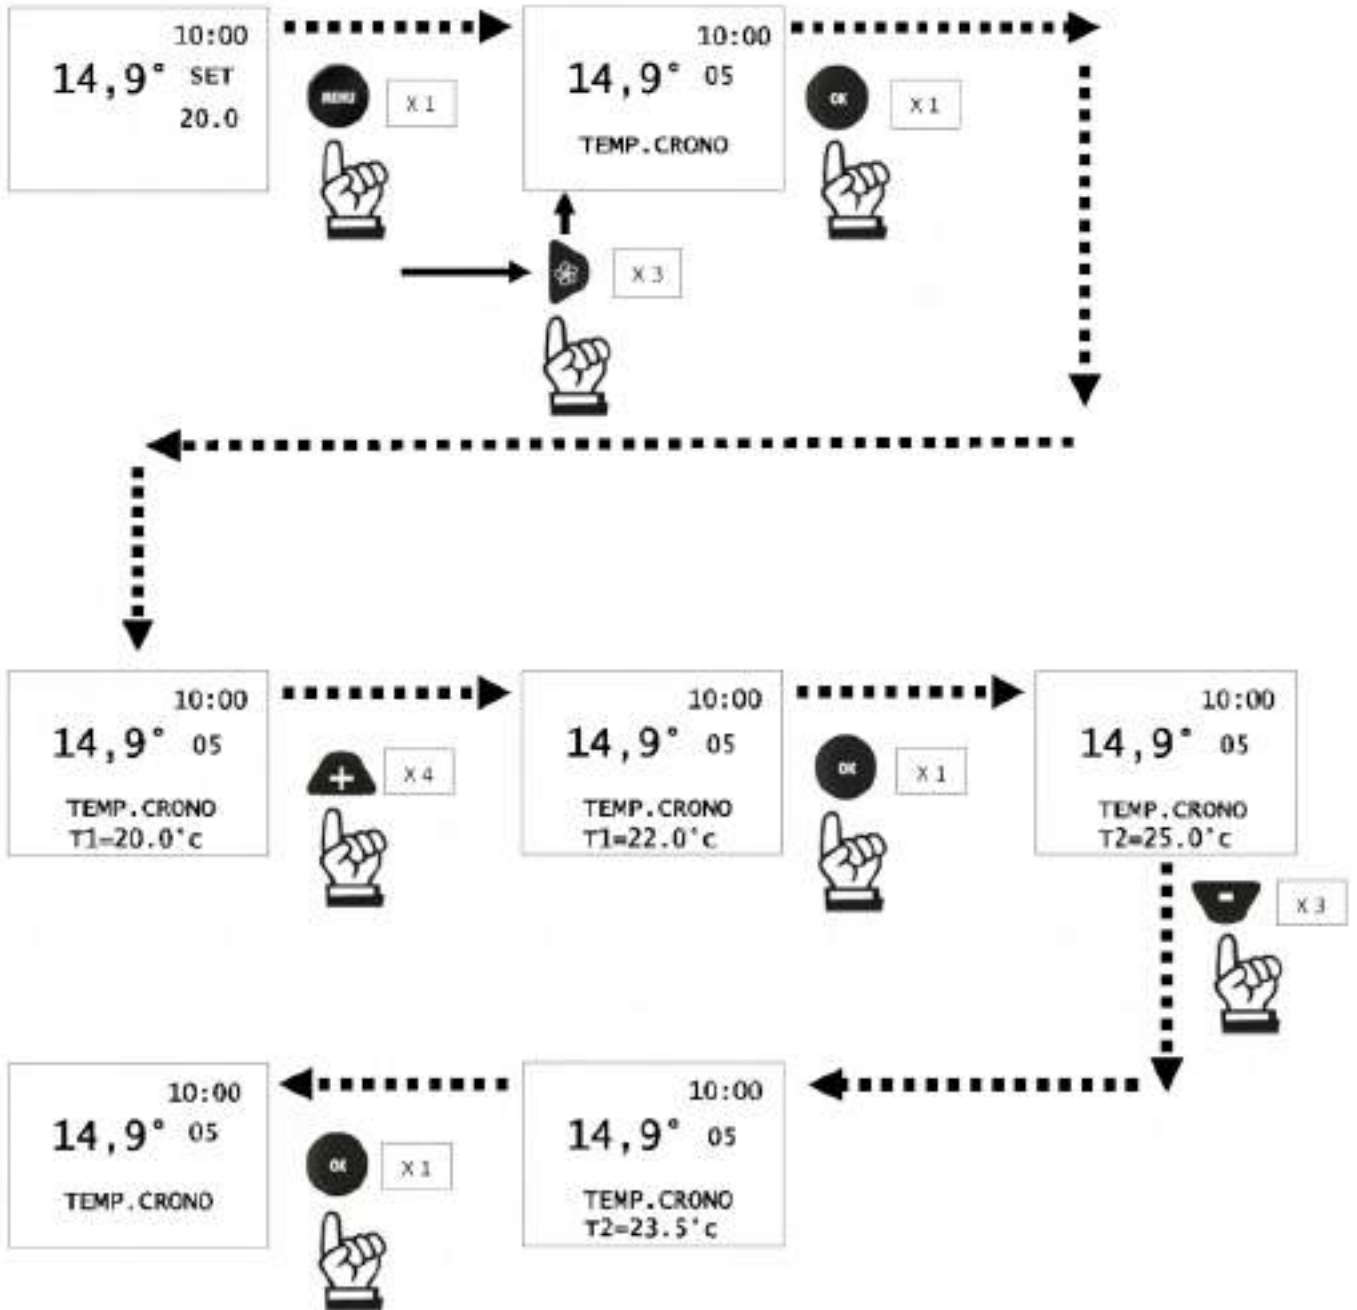 10:00
14,9° SET
20.0
MENU
X 1
10:00
14,9° 05
TEMP.CRONO
OK
X 1
X 3
10:00
14,9° 05
TEMP.CRONO
T1=20.0°c
+
X 4
10:00
14,9° 05
TEMP.CRONO
T1=22.0°c
OK
X 1
10:00
14,9° 05
TEMP.CRONO
T2=25.0°c
-
X 3
10:00
14,9° 05
TEMP.CRONO
OK
X 1
10:00
14,9° 05
TEMP.CRONO
T2=23.5°c